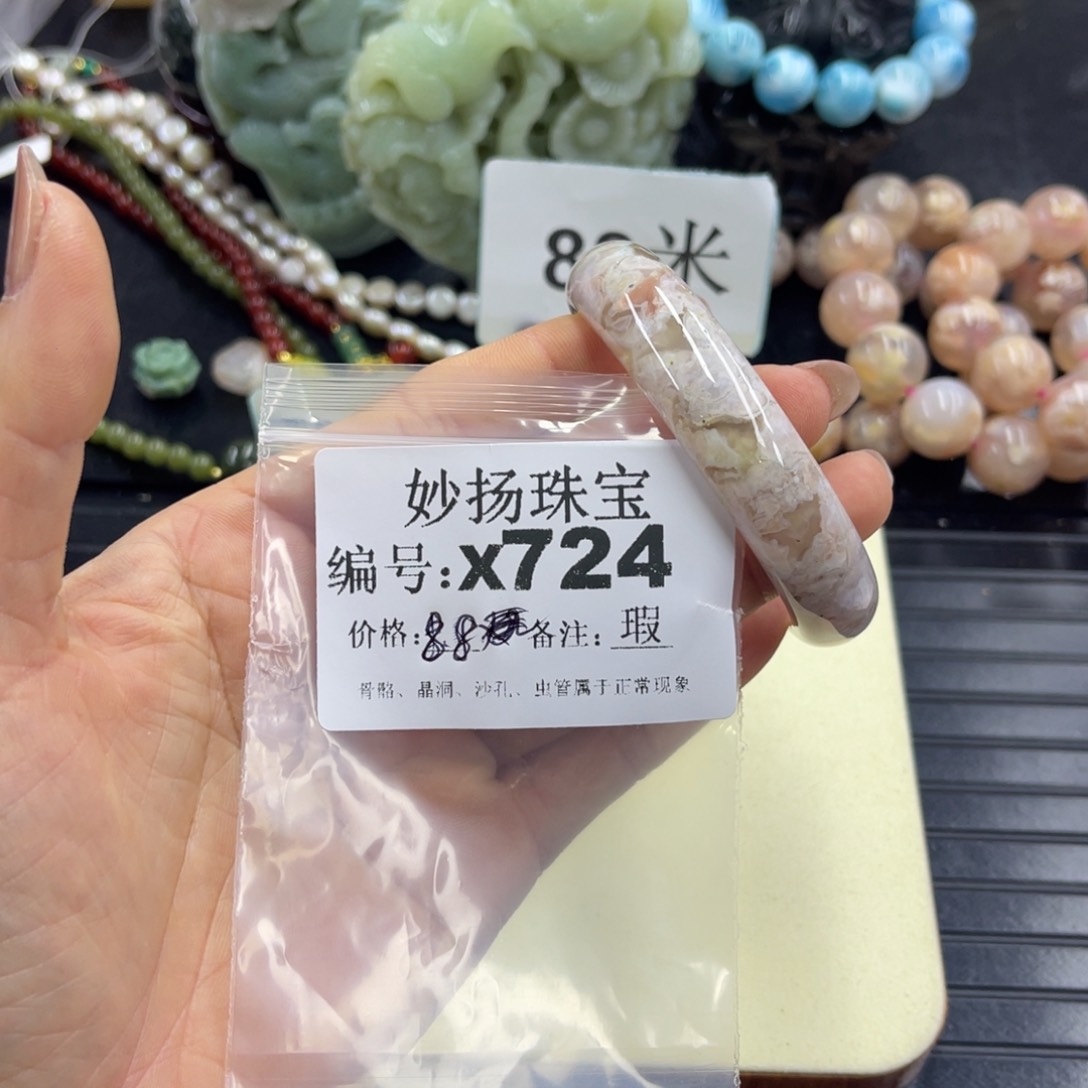 米
妙扬珠宝
编号:x724
价格:88 备注:瑕
骨骼、晶洞、沙孔、虫管属于正常现象